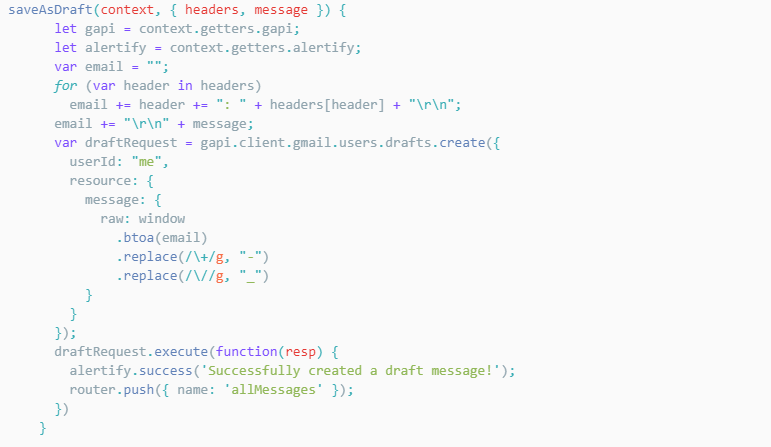 saveAsDraft(context, { headers, message }) {
let gapi = context.getters.gapi;
let alertify = context.getters.alertify;
var email = "";
for (var header in headers)
email += header += ": " + headers[header] + "\r\n";
email += "\r\n" + message;
var draftRequest = gapi.client.gmail.users.drafts.create({
userId: "me",
resource: {
message: {
raw: window
.btoa(email)
.replace(/\+/g, "-")
.replace(/\//g, "_")
}
}
});
draftRequest.execute(function(resp) {
alertify.success('Successfully created a draft message!');
router.push({ name: 'allMessages' });
})
}